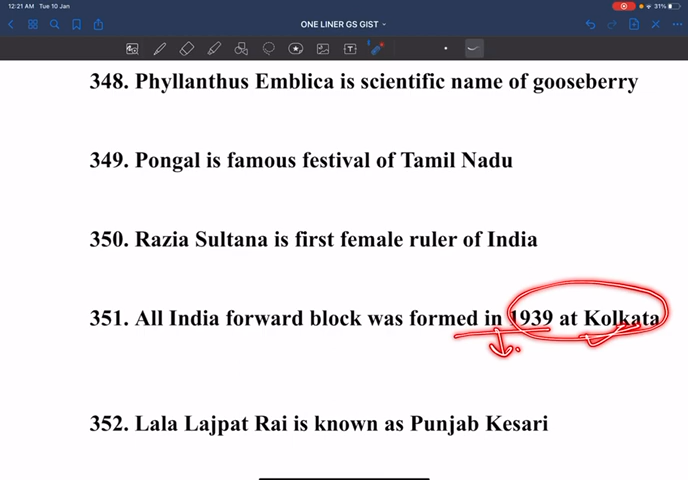 12:21 AM Tue 10 Jan
31%
ONE LINER GS GIST
348. Phyllanthus Emblica is scientific name of gooseberry
349. Pongal is famous festival of Tamil Nadu
350. Razia Sultana is first female ruler of India
351. All India forward block was formed in 1939 at Kolkata
352. Lala Lajpat Rai is known as Punjab Kesari